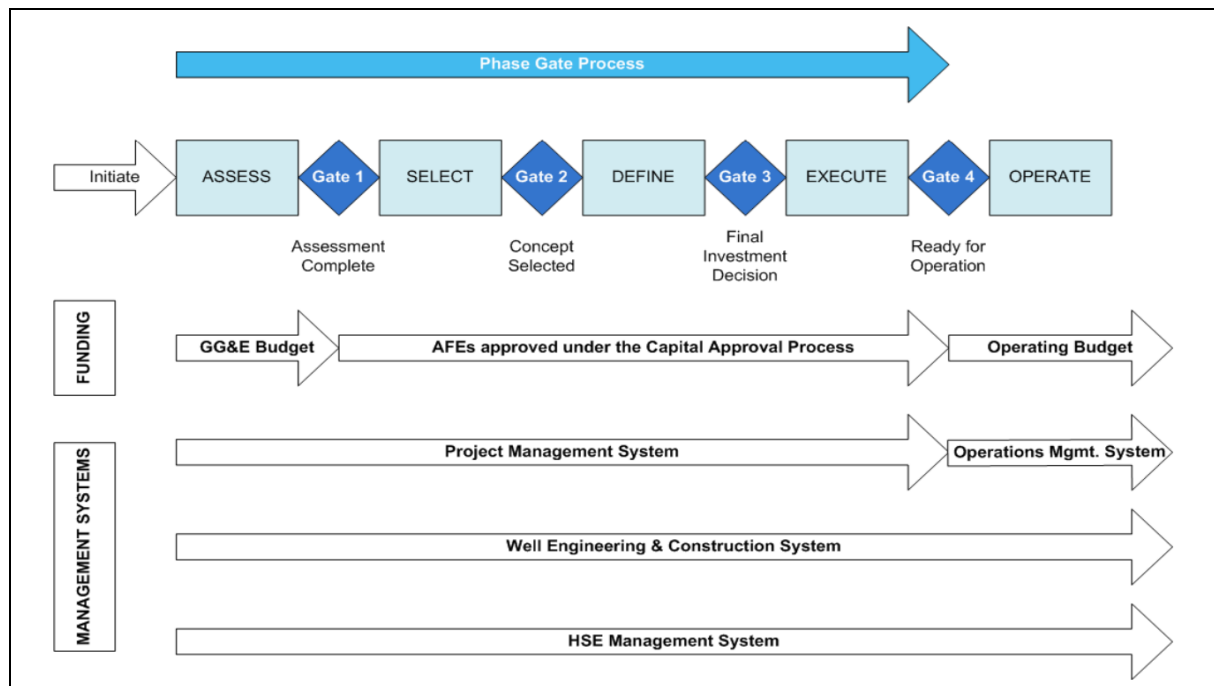 Phase Gate Process
Initiate
ASSESS
Gate 1
SELECT
Gate 2
DEFINE
Gate 3
EXECUTE
Gate 4
OPERATE
Assessment
Complete
Concept
Selected
Final
Investment
Decision
Ready for
Operation
FUNDING
GG&E Budget
AFEs approved under the Capital Approval Process
Operating Budget
MANAGEMENT SYSTEMS
Project Management System
Operations Mgmt. System
Well Engineering & Construction System
HSE Management System